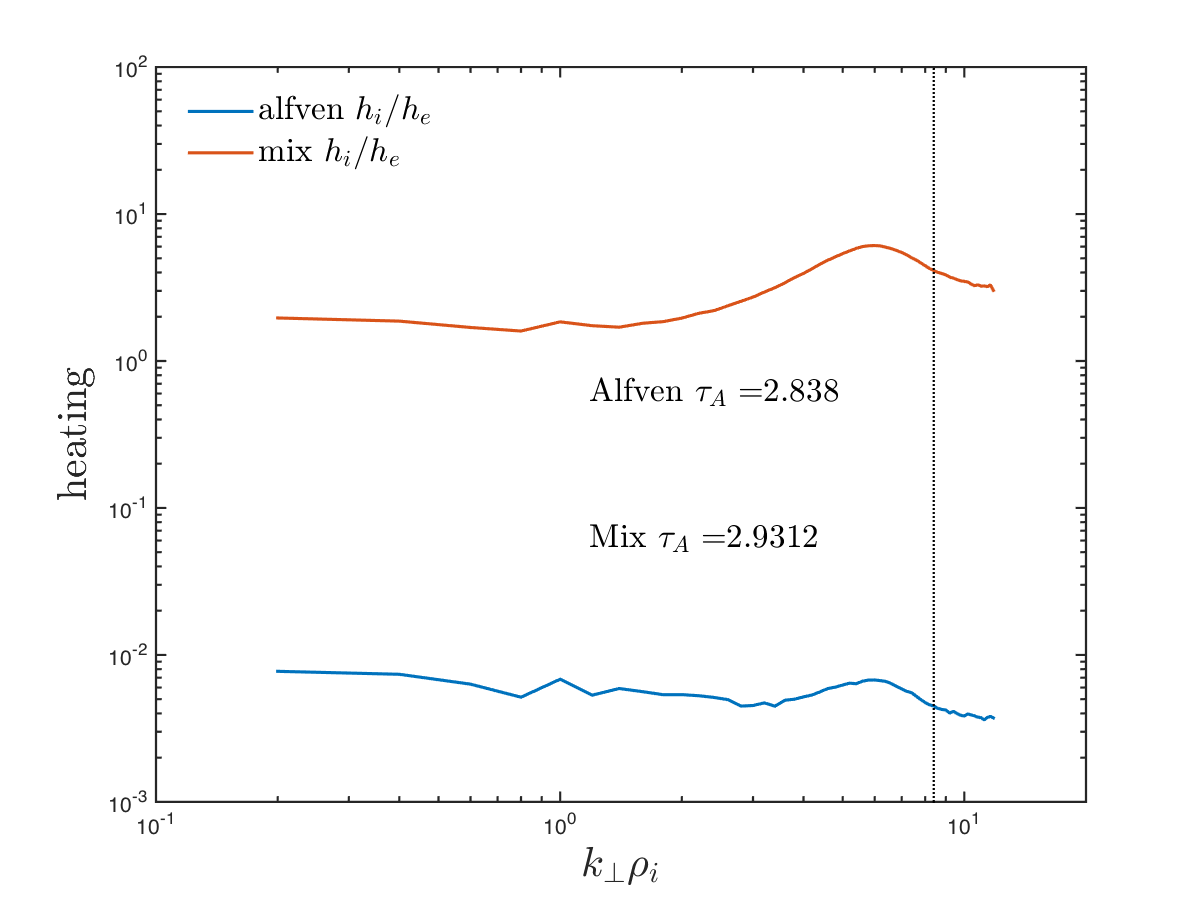 10^2
alfven h_i/h_e
mix h_i/h_e
10^1
10^0
Alfven τ_A =2.838
heating
10^-1
Mix τ_A =2.9312
10^-2
10^-3
10^-1
10^0
10^1
k_⊥ρ_i